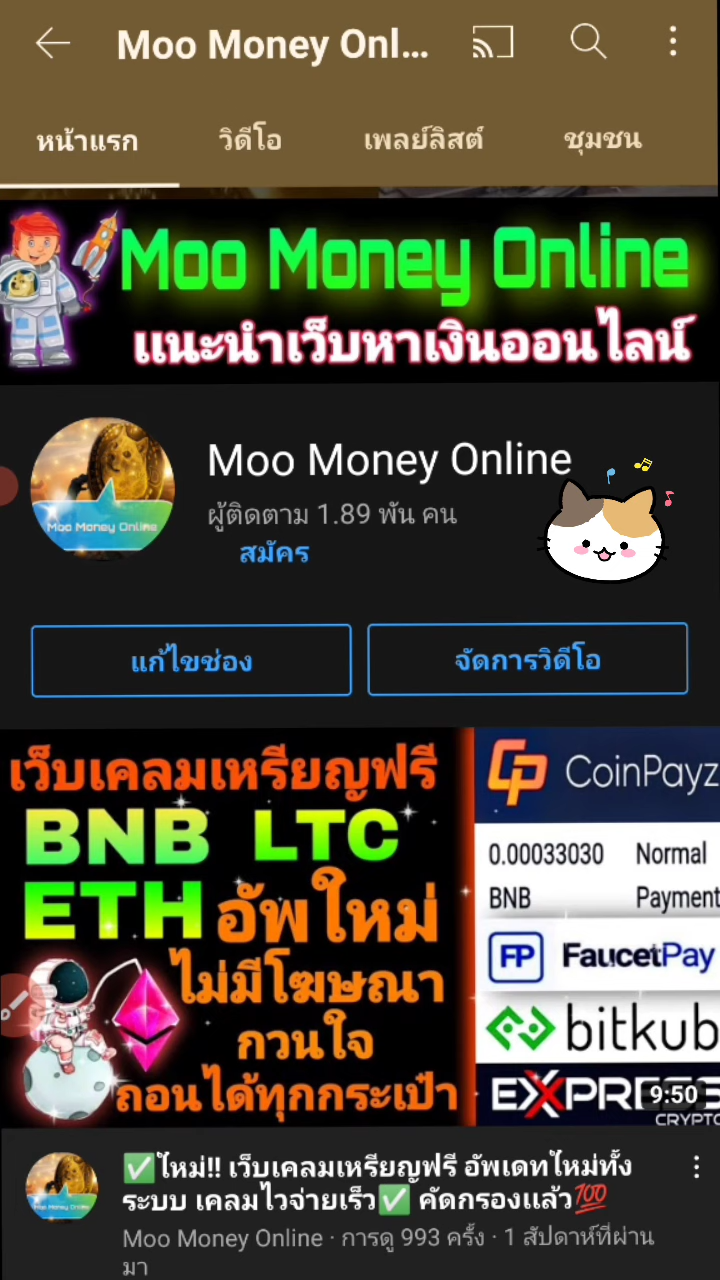 Moo Money Onl...
หน้าแรก วิดีโอ เพลย์ลิสต์ ชุมชน
Moo Money Online
แนะนำเว็บหาเงินออนไลน์
Moo Money Online
Moo Money Online
ผู้ติดตาม 1.89 พัน คน
สมัคร
แก้ไขช่อง จัดการวิดีโอ
เว็บเคลมเหรียญฟรี
BNB LTC
ETH อัพใหม่
ไม่มีโฆษณา
กวนใจ
ถอนได้ทุกกระเป๋า
CoinPayz
0.00033030 Normal
BNB Payment
FP FaucetPay
bitkub
EXPRESS
CRYPTO
9:50
✅ใหม่!! เว็บเคลมเหรียญฟรี อัพเดทใหม่ทั้ง
ระบบ เคลมไวจ่ายเร็ว✅ คัดกรองแล้ว💯
Moo Money Online
Moo Money Online · การดู 993 ครั้ง · 1 สัปดาห์ที่ผ่าน
มา